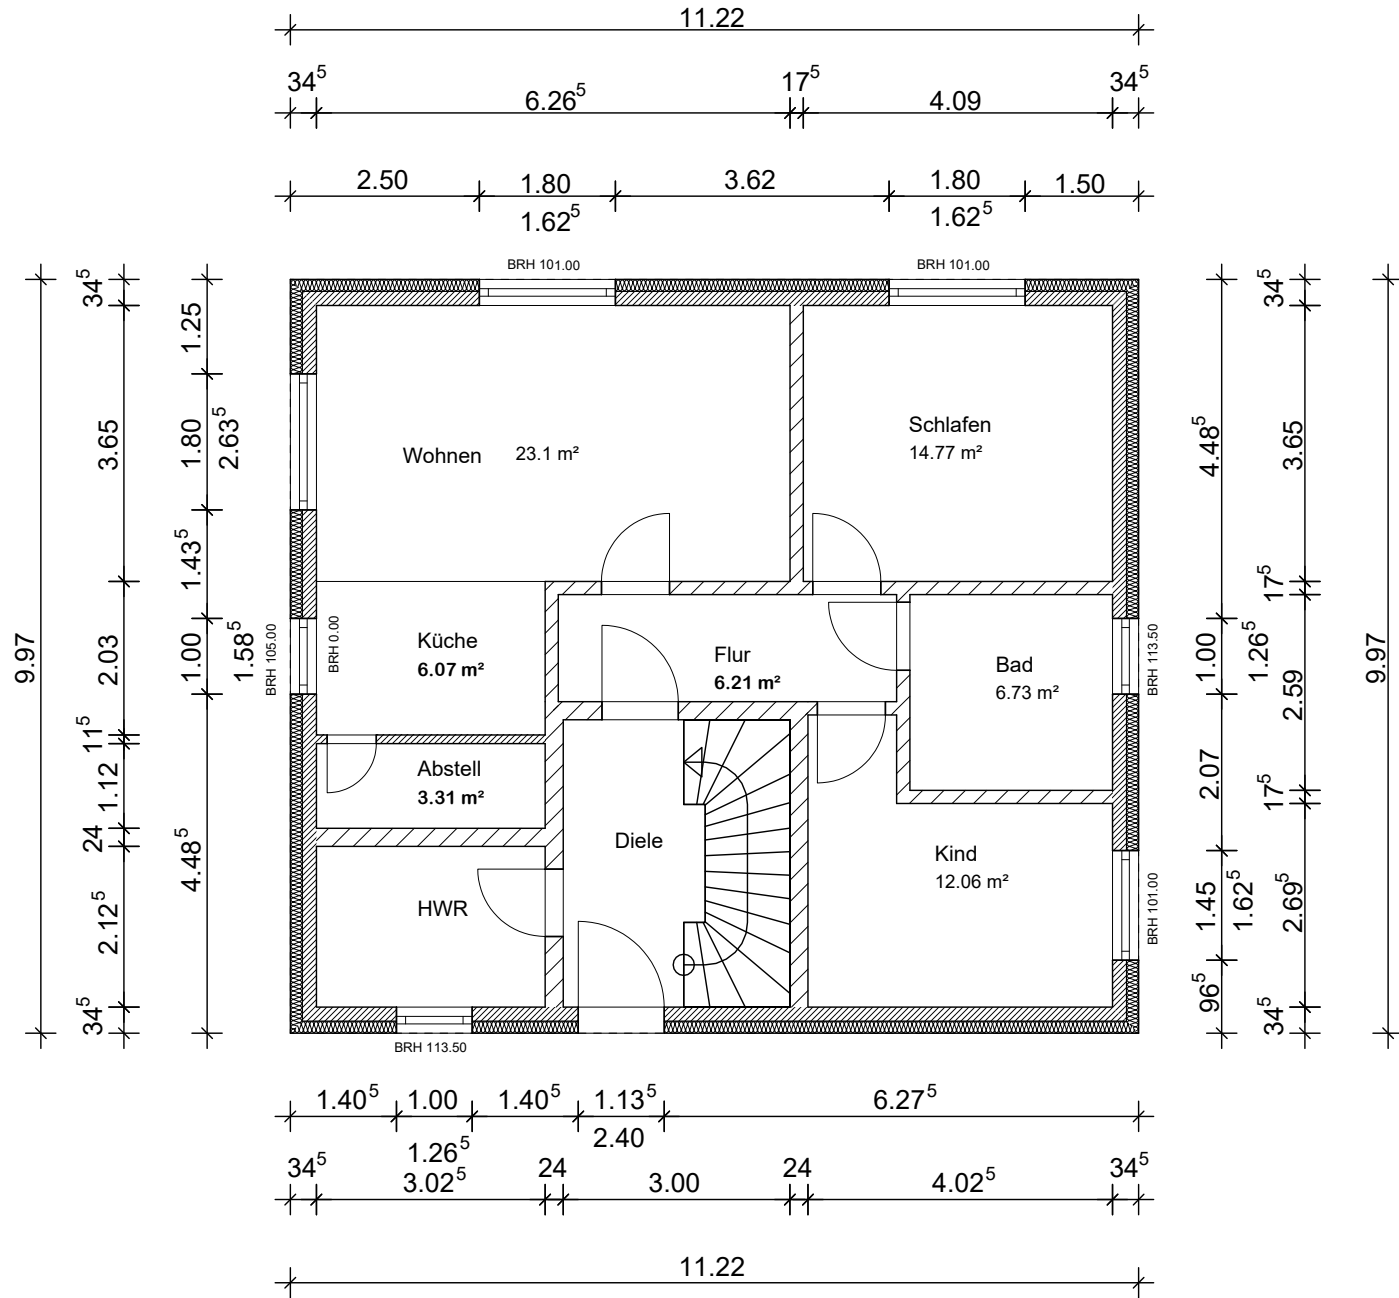 11.22
34⁵ 17⁵ 34⁵
6.26⁵ 4.09
2.50 1.80 3.62 1.80 1.50
1.62⁵ 1.62⁵
BRH 101.00 BRH 101.00
9.97
34⁵
3.65
2.03
11⁵
1.12
24
2.12⁵
34⁵
1.25
1.80
2.63⁵
1.43⁵
1.00
1.58⁵
4.48⁵
BRH 105.00
BRH 0.00
Wohnen 23.1 m²
Schlafen
14.77 m²
Küche
6.07 m²
Flur
6.21 m²
Bad
6.73 m²
Abstell
3.31 m²
Diele
Kind
12.06 m²
HWR
BRH 113.50
BRH 113.50
BRH 101.00
4.48⁵
1.00
1.26⁵
2.07
1.45
1.62⁵
96⁵
34⁵
3.65
17⁵
2.59
17⁵
2.69⁵
34⁵
9.97
1.40⁵ 1.00 1.40⁵ 1.13⁵ 6.27⁵
1.26⁵ 2.40
34⁵ 24 24 34⁵
3.02⁵ 3.00 4.02⁵
11.22